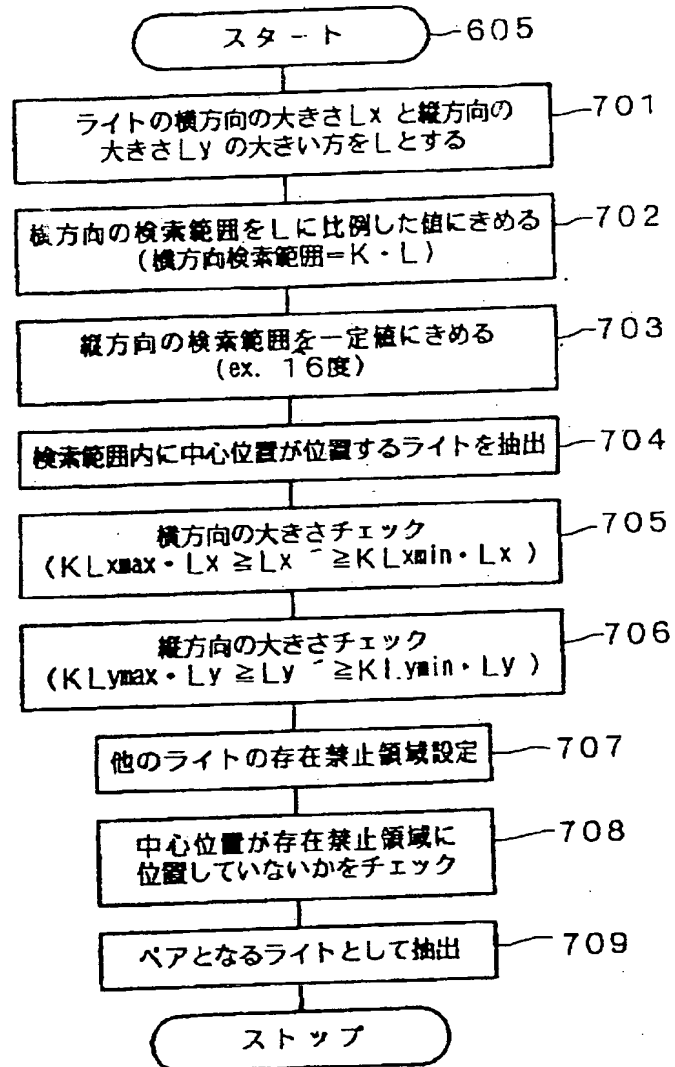 スタート
605
ライトの横方向の大きさLx と縦方向の
大きさLy の大きい方をLとする
701
横方向の検索範囲をLに比例した値にきめる
(横方向検索範囲=K・L)
702
縦方向の検索範囲を一定値にきめる
(ex. 16度)
703
検索範囲内に中心位置が位置するライトを抽出
704
横方向の大きさチェック
(KLxmax・Lx ≧Lx ´ ≧KLxmin・Lx )
705
縦方向の大きさチェック
(KLymax・Ly ≧Ly ´ ≧KLymin・Ly )
706
他のライトの存在禁止領域設定
707
中心位置が存在禁止領域に
位置していないかをチェック
708
ペアとなるライトとして抽出
709
ストップ